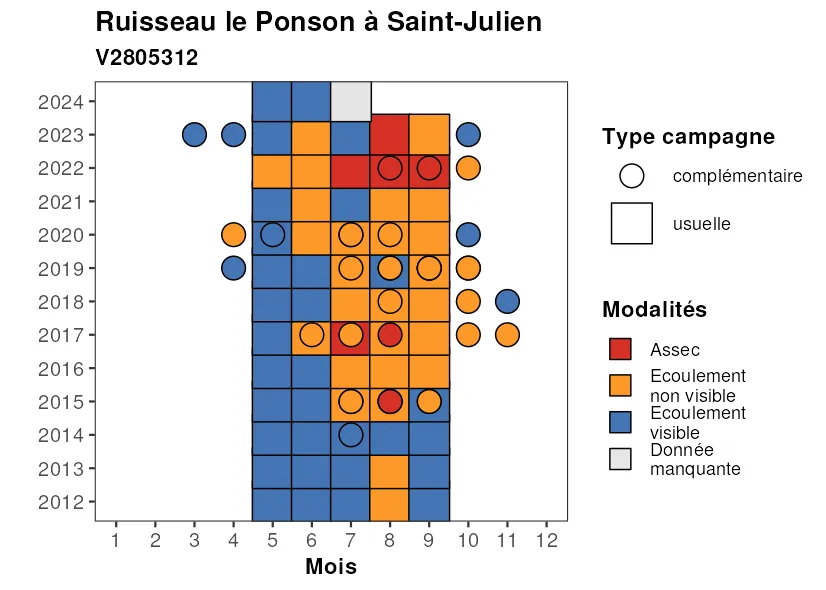 Ruisseau le Ponson à Saint-Julien
V2805312
2024
2023
2022
2021
2020
2019
2018
2017
2016
2015
2014
2013
2012
1 2 3 4 5 6 7 8 9 10 11 12
Mois
Type campagne
complémentaire
usuelle
Modalités
Assec
Ecoulement
non visible
Ecoulement
visible
Donnée
manquante